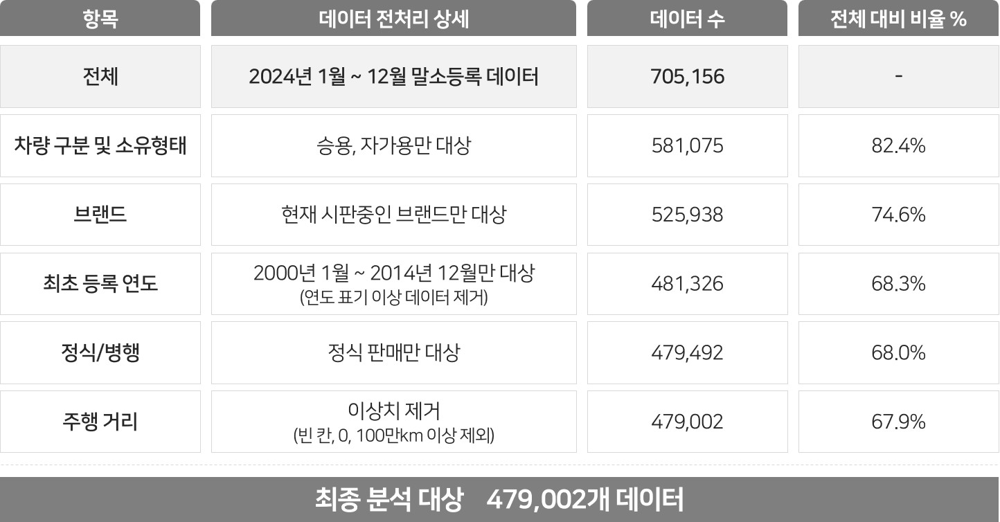 항목 데이터 전처리 상세 데이터 수 전체 대비 비율 %
전체 2024년 1월 ~ 12월 말소등록 데이터 705,156 -
차량 구분 및 소유형태 승용, 자가용만 대상 581,075 82.4%
브랜드 현재 시판중인 브랜드만 대상 525,938 74.6%
최초 등록 연도 2000년 1월 ~ 2014년 12월만 대상 481,326 68.3%
(연도 표기 이상 데이터 제거)
정식/병행 정식 판매만 대상 479,492 68.0%
주행 거리 이상치 제거 479,002 67.9%
(빈 칸, 0, 100만km 이상 제외)
최종 분석 대상 479,002개 데이터